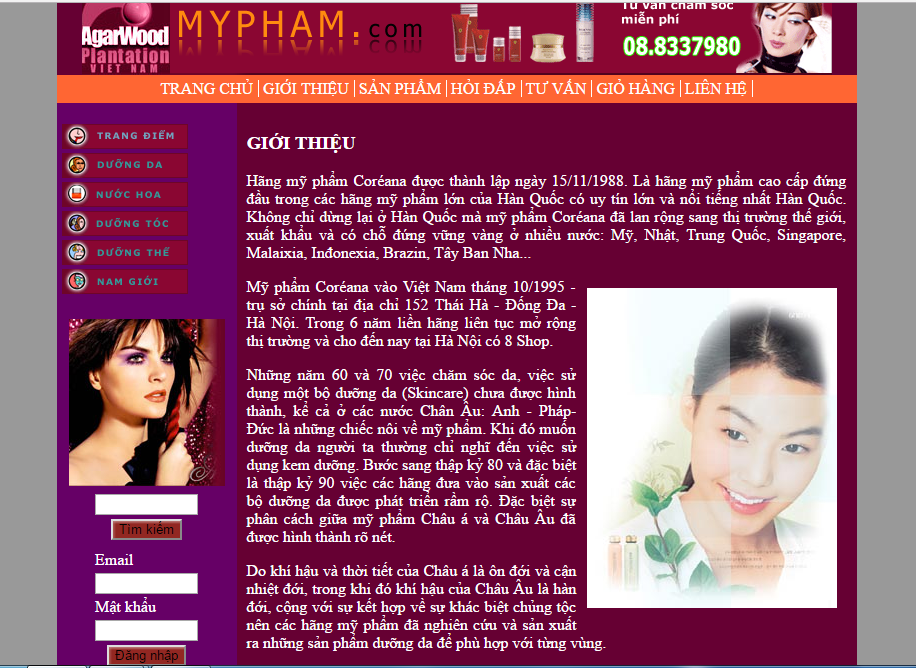 AgarWood
Plantation
VIET NAM
MYPHAM.com
Tư vấn chăm sóc
miễn phí
08.8337980
TRANG CHỦ | GIỚI THIỆU | SẢN PHẨM | HỎI ĐÁP | TƯ VẤN | GIỎ HÀNG | LIÊN HỆ |
TRANG ĐIỂM
DƯỠNG DA
NƯỚC HOA
DƯỠNG TÓC
DƯỠNG THỂ
NAM GIỚI
Tìm kiếm
Email
Mật khẩu
Đăng nhập
GIỚI THIỆU
Hãng mỹ phẩm Coréana được thành lập ngày 15/11/1988. Là hãng mỹ phẩm cao cấp đứng
đầu trong các hãng mỹ phẩm lớn của Hàn Quốc có uy tín lớn và nổi tiếng nhất Hàn Quốc.
Không chỉ dừng lại ở Hàn Quốc mà mỹ phẩm Coréana đã lan rộng sang thị trường thế giới,
xuất khẩu và có chỗ đứng vững vàng ở nhiều nước: Mỹ, Nhật, Trung Quốc, Singapore,
Malaixia, Inđonexia, Brazin, Tây Ban Nha...
Mỹ phẩm Coréana vào Việt Nam tháng 10/1995 -
trụ sở chính tại địa chỉ 152 Thái Hà - Đống Đa -
Hà Nội. Trong 6 năm liền hãng liên tục mở rộng
thị trường và cho đến nay tại Hà Nội có 8 Shop.
Những năm 60 và 70 việc chăm sóc da, việc sử
dụng một bộ dưỡng da (Skincare) chưa được hình
thành, kể cả ở các nước Chân Âu: Anh - Pháp-
Đức là những chiếc nôi về mỹ phẩm. Khi đó muốn
dưỡng da người ta thường chỉ nghĩ đến việc sử
dụng kem dưỡng. Bước sang thập kỷ 80 và đặc biệt
là thập kỷ 90 việc các hãng đưa vào sản xuất các
bộ dưỡng da được phát triển rầm rộ. Đặc biệt sự
phân cách giữa mỹ phẩm Châu á và Châu Âu đã
được hình thành rõ nét.
Do khí hậu và thời tiết của Châu á là ôn đới và cận
nhiệt đới, trong khi đó khí hậu của Châu Âu là hàn
đới, cộng với sự kết hợp về sự khác biệt chủng tộc
nên các hãng mỹ phẩm đã nghiên cứu và sản xuất
ra những sản phẩm dưỡng da để phù hợp với từng vùng.